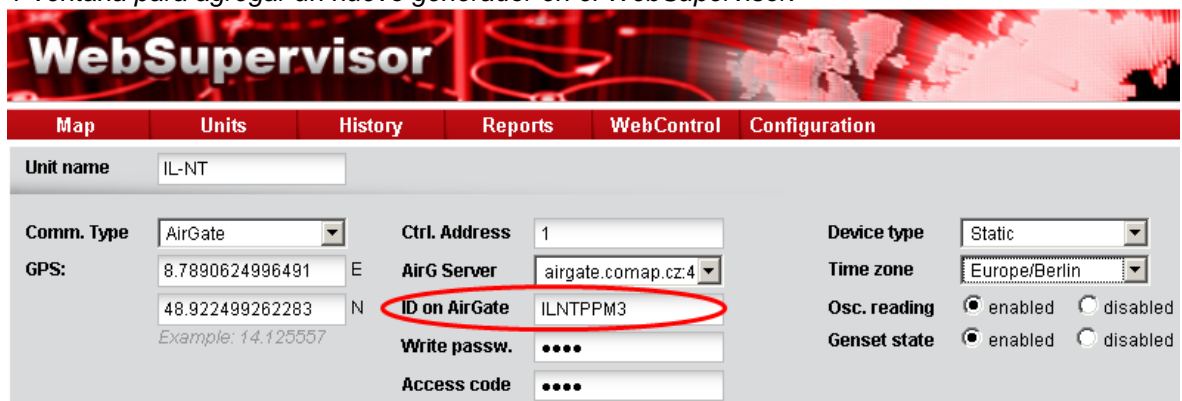 WebSupervisor
Map Units History Reports WebControl Configuration
Unit name IL-NT
Comm. Type AirGate Ctrl. Address 1 Device type Static
GPS: 8.7890624996491 E AirG Server airgate.comap.cz:4 Time zone Europe/Berlin
48.922499262283 N ID on AirGate ILNTPPM3 Osc. reading enabled disabled
Example: 14.125557 Write passw. •••• Genset state enabled disabled
Access code ••••